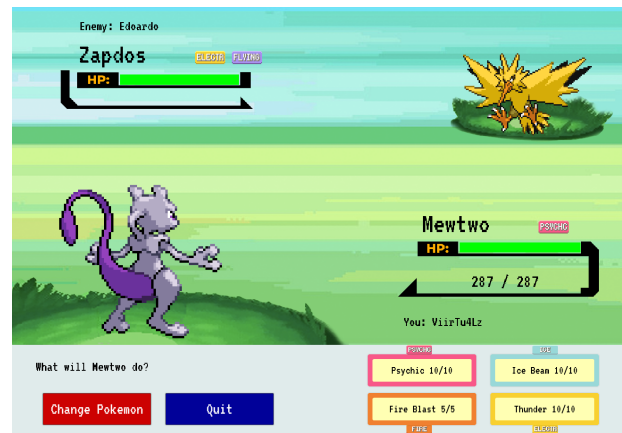 Enemy: Edoardo
Zapdos
ELECTR FLYING
HP:
Mewtwo
PSYCHC
HP:
287 / 287
You: ViirTu4Lz
What will Mewtwo do?
PSYCHC
Psychic 10/10
ICE
Ice Beam 10/10
Change Pokemon
Quit
Fire Blast 5/5
FIRE
Thunder 10/10
ELECTR